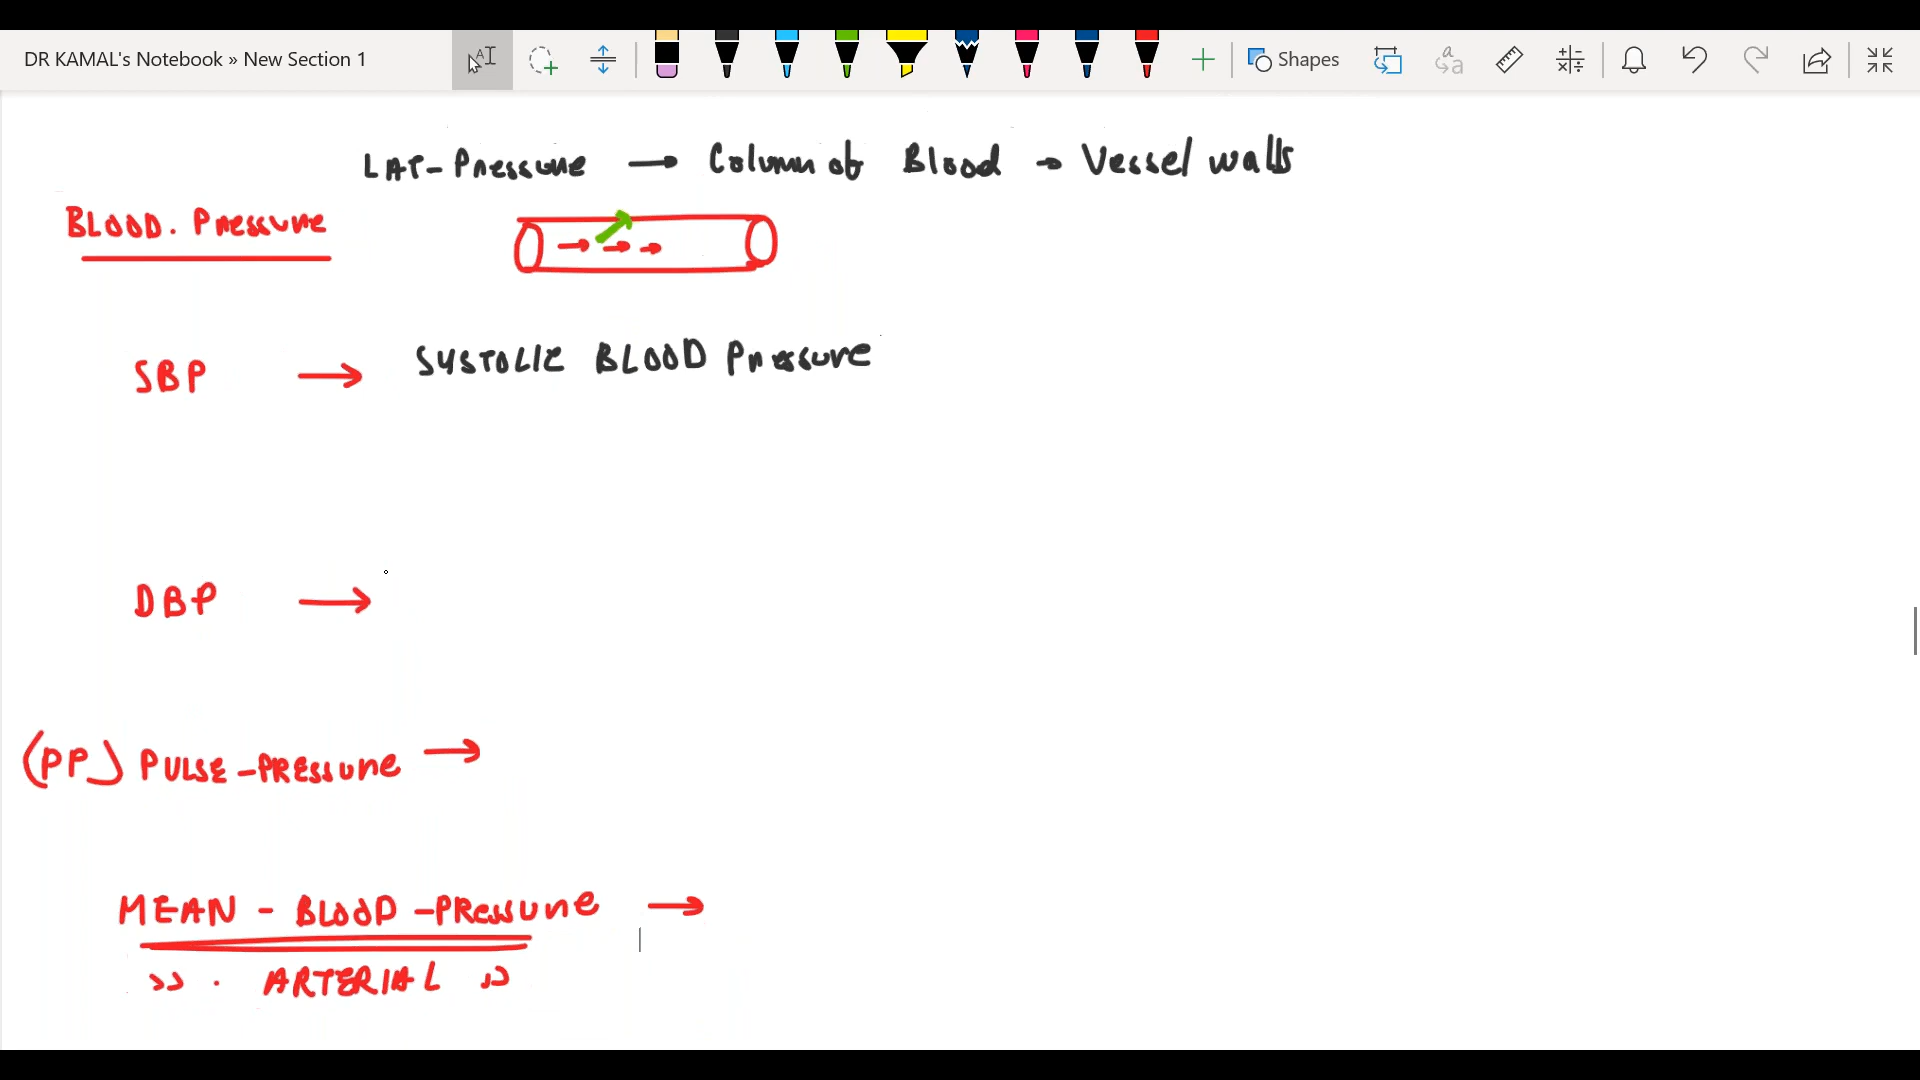 DR KAMAL's Notebook » New Section 1
Shapes
LAT-Pressure → Column of Blood → Vessel walls
BLOOD. Pressure
SBP → SYSTOLIC BLOOD Pressure
DBP →
(PP) PULSE-PRESSURE →
MEAN - BLOOD - PRESSURE →
>> . ARTERIAL >>